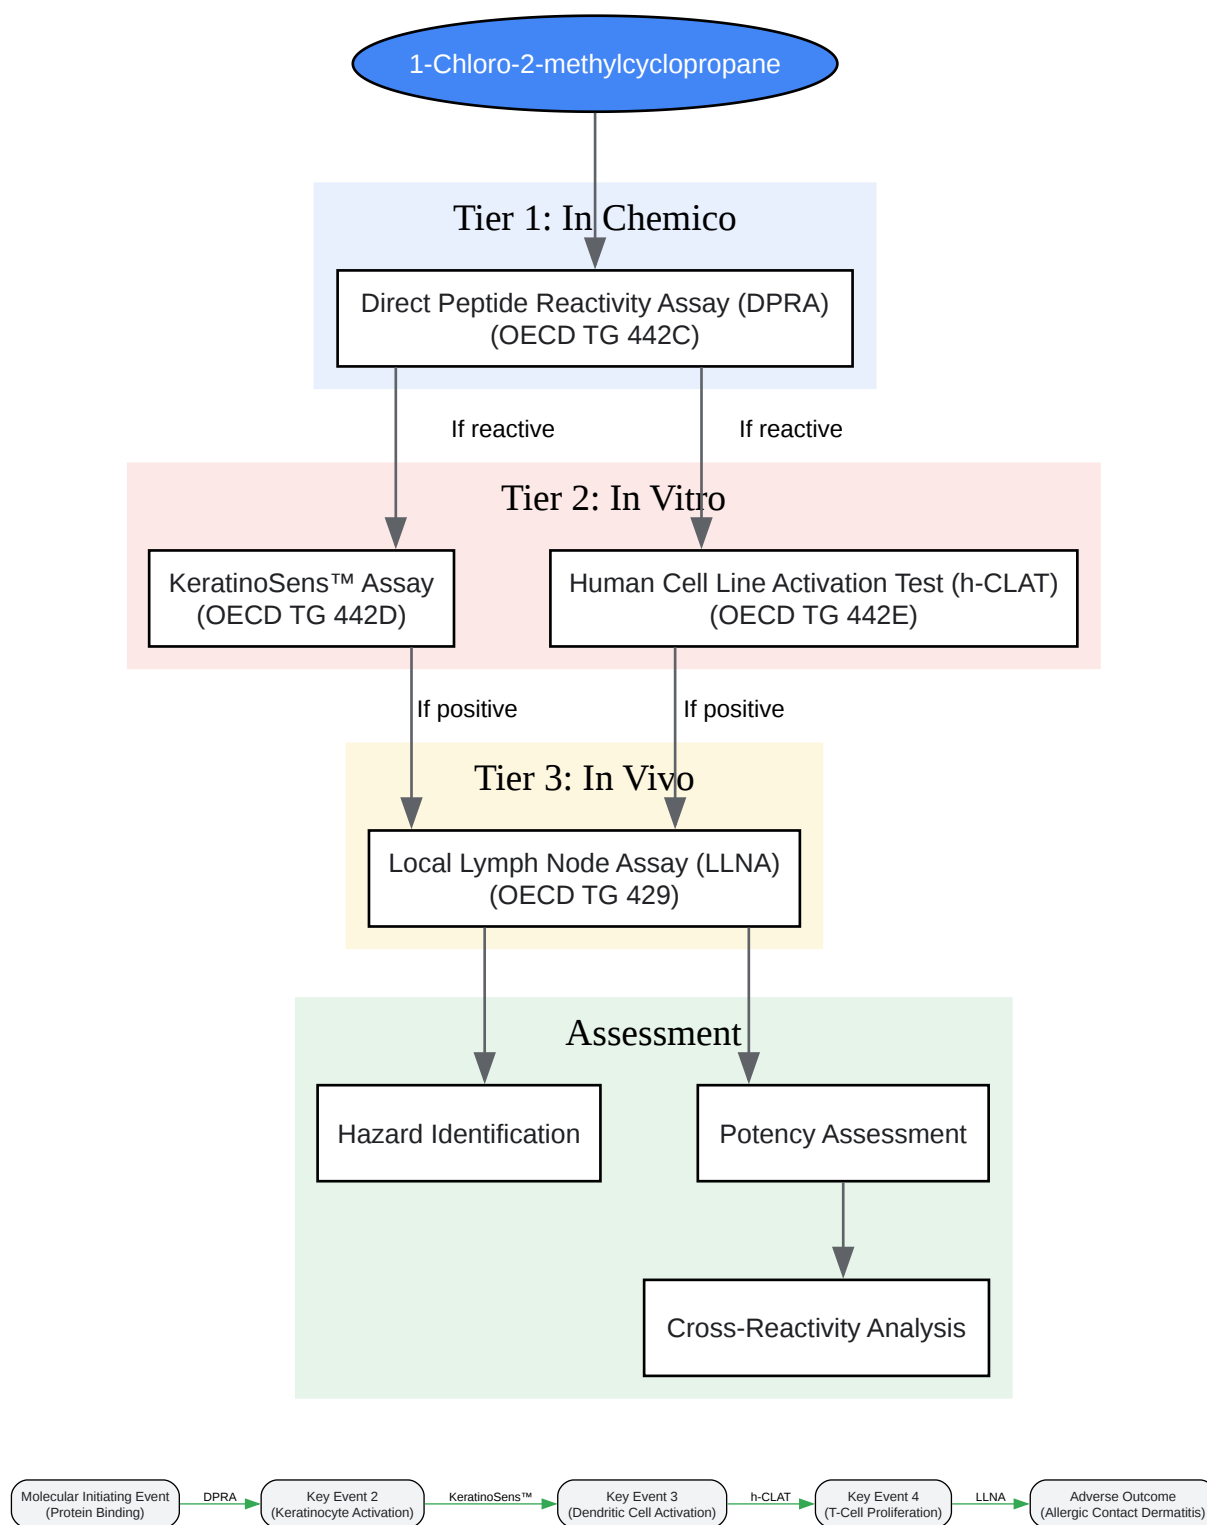 1-Chloro-2-methylcyclopropane
Tier 1: In Chemico
Direct Peptide Reactivity Assay (DPRA)
(OECD TG 442C)
If reactive
If reactive
Tier 2: In Vitro
KeratinoSens™ Assay
(OECD TG 442D)
Human Cell Line Activation Test (h-CLAT)
(OECD TG 442E)
If positive
If positive
Tier 3: In Vivo
Local Lymph Node Assay (LLNA)
(OECD TG 429)
Assessment
Hazard Identification
Potency Assessment
Cross-Reactivity Analysis
Molecular Initiating Event
(Protein Binding)
DPRA
Key Event 2
(Keratinocyte Activation)
KeratinoSens™
Key Event 3
(Dendritic Cell Activation)
h-CLAT
Key Event 4
(T-Cell Proliferation)
LLNA
Adverse Outcome
(Allergic Contact Dermatitis)